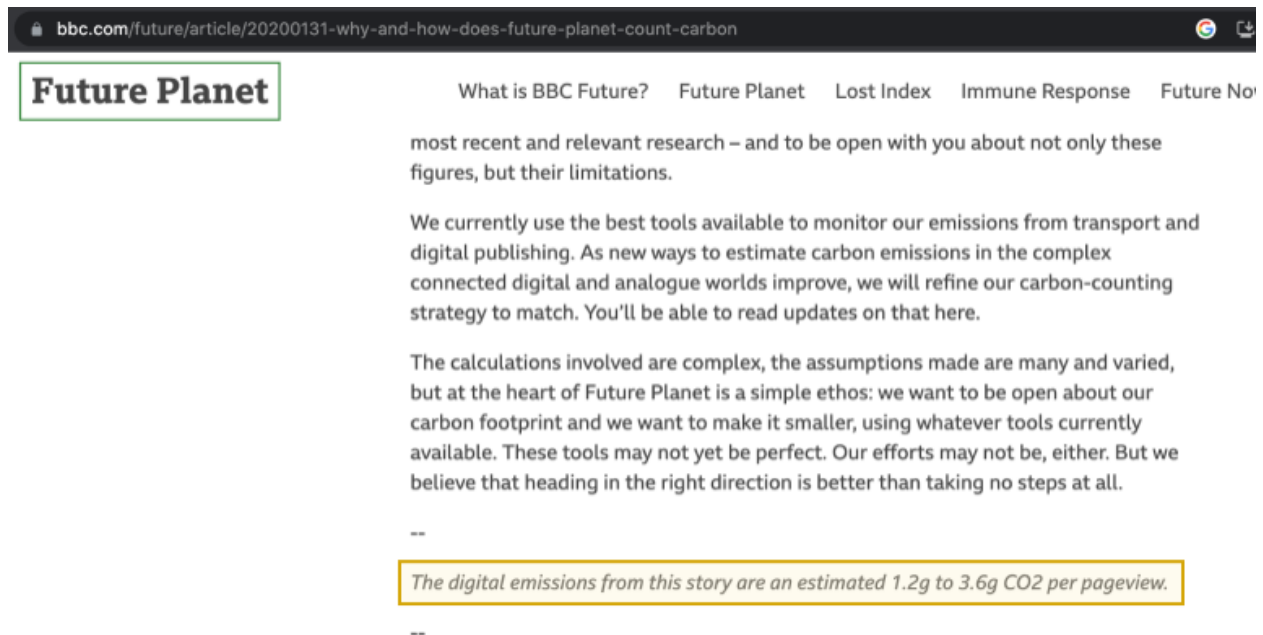 bbc.com/future/article/20200131-why-and-how-does-future-planet-count-carbon
Future Planet
What is BBC Future? Future Planet Lost Index Immune Response Future No
most recent and relevant research – and to be open with you about not only these
figures, but their limitations.
We currently use the best tools available to monitor our emissions from transport and
digital publishing. As new ways to estimate carbon emissions in the complex
connected digital and analogue worlds improve, we will refine our carbon-counting
strategy to match. You'll be able to read updates on that here.
The calculations involved are complex, the assumptions made are many and varied,
but at the heart of Future Planet is a simple ethos: we want to be open about our
carbon footprint and we want to make it smaller, using whatever tools currently
available. These tools may not yet be perfect. Our efforts may not be, either. But we
believe that heading in the right direction is better than taking no steps at all.
--
The digital emissions from this story are an estimated 1.2g to 3.6g CO2 per pageview.
--